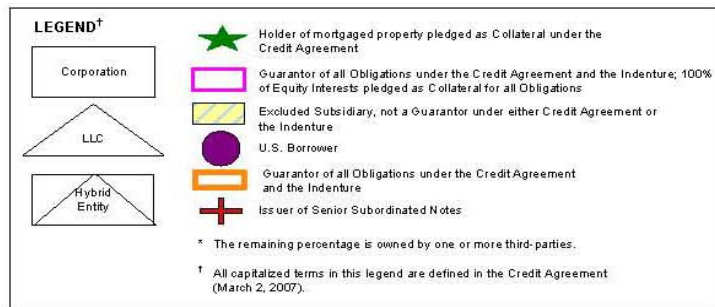 LEGEND†
Corporation
LLC
Hybrid
Entity
Holder of mortgaged property pledged as Collateral under the
Credit Agreement
Guarantor of all Obligations under the Credit Agreement and the Indenture; 100%
of Equity Interests pledged as Collateral for all Obligations
Excluded Subsidiary, not a Guarantor under either Credit Agreement or
the Indenture
U.S. Borrower
Guarantor of all Obligations under the Credit Agreement
and the Indenture
Issuer of Senior Subordinated Notes
* The remaining percentage is owned by one or more third-parties.
† All capitalized terms in this legend are defined in the Credit Agreement
(March 2, 2007).